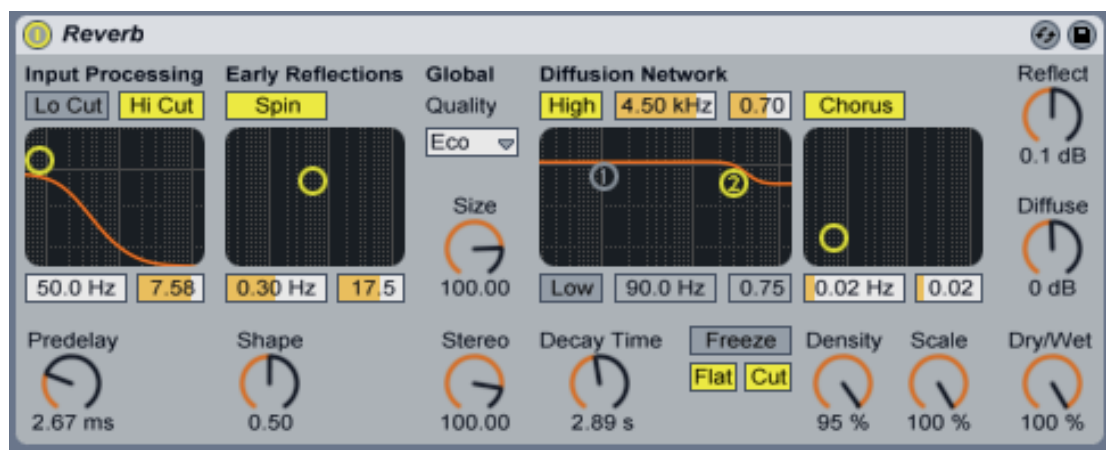 Reverb
Input Processing Early Reflections Global Diffusion Network Reflect
Lo Cut Hi Cut Spin Quality High 4.50 kHz 0.70 Chorus
Eco
0.1 dB
1
2
Size Diffuse
50.0 Hz 7.58 0.30 Hz 17.5 100.00 Low 90.0 Hz 0.75 0.02 Hz 0.02 0 dB
Predelay Shape Stereo Decay Time Freeze Density Scale Dry/Wet
Flat Cut
2.67 ms 0.50 100.00 2.89 s 95 % 100 % 100 %